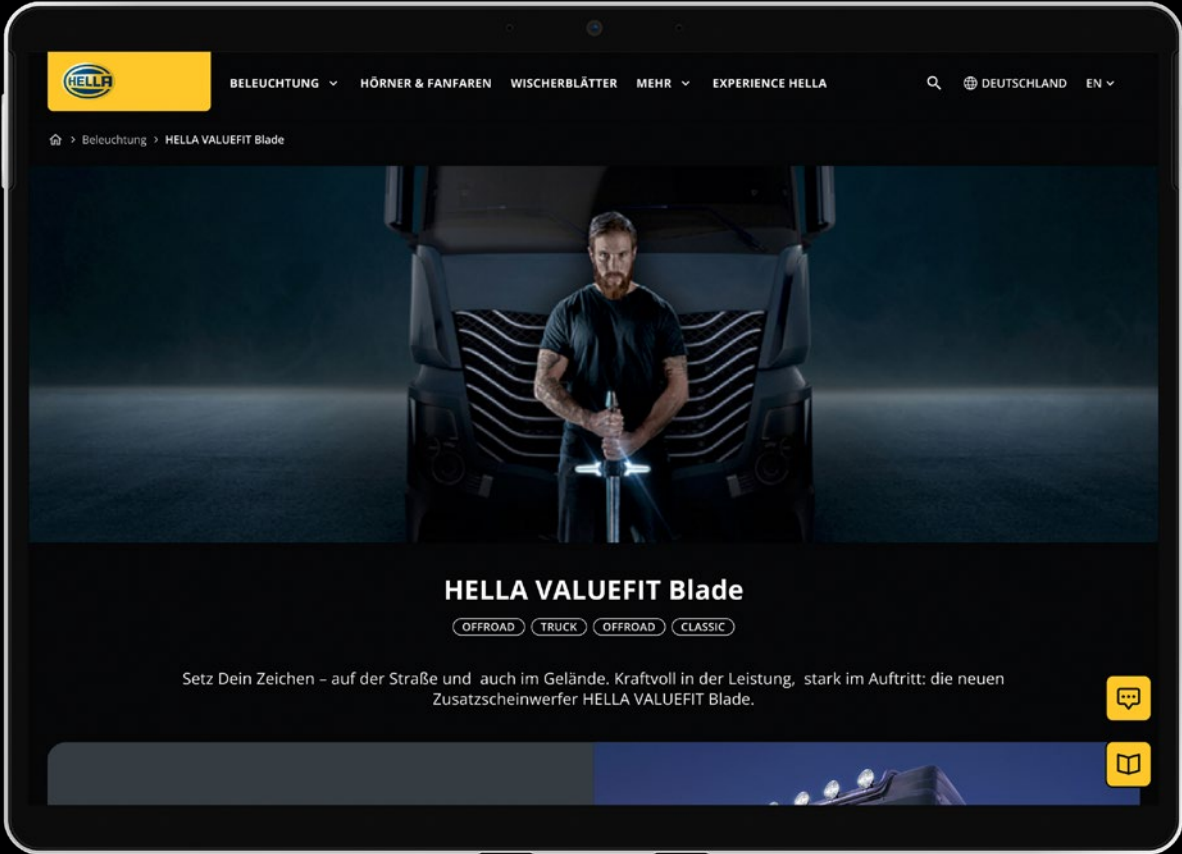 HELLA
BELEUCHTUNG HÖRNER & FANFAREN WISCHERBLÄTTER MEHR EXPERIENCE HELLA DEUTSCHLAND EN
Beleuchtung > HELLA VALUEFIT Blade
HELLA VALUEFIT Blade
OFFROAD TRUCK OFFROAD CLASSIC
Setz Dein Zeichen – auf der Straße und auch im Gelände. Kraftvoll in der Leistung, stark im Auftritt: die neuen
Zusatzscheinwerfer HELLA VALUEFIT Blade.